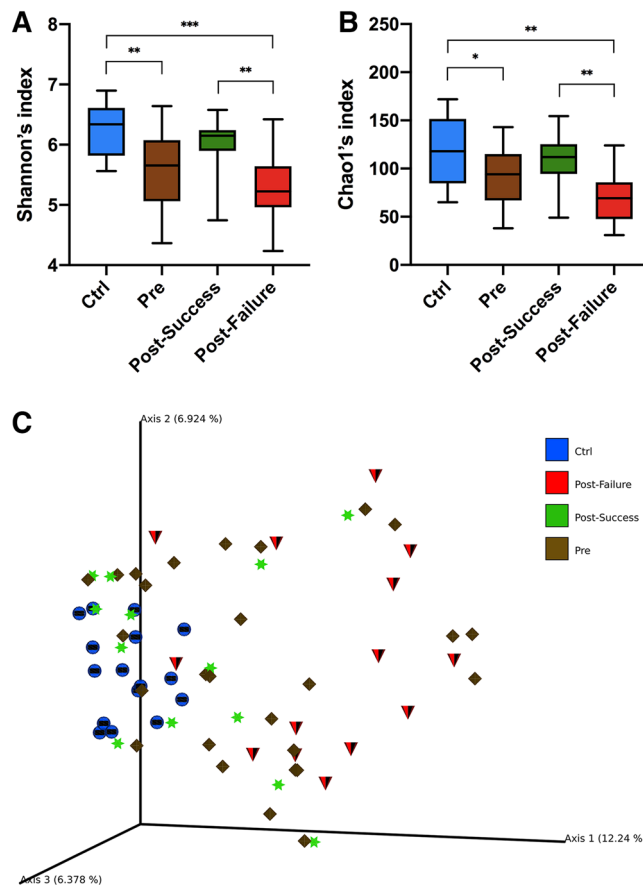 A
Shannon's index
8
7
6
5
4
***
**
**
Ctrl
Pre
Post-Success
Post-Failure
B
Chao1's index
250
200
150
100
50
0
**
*
**
Ctrl
Pre
Post-Success
Post-Failure
C
Axis 2 (6.924 %)
Ctrl
Post-Failure
Post-Success
Pre
Axis 1 (12.24 %
Axis 3 (6.378 %)